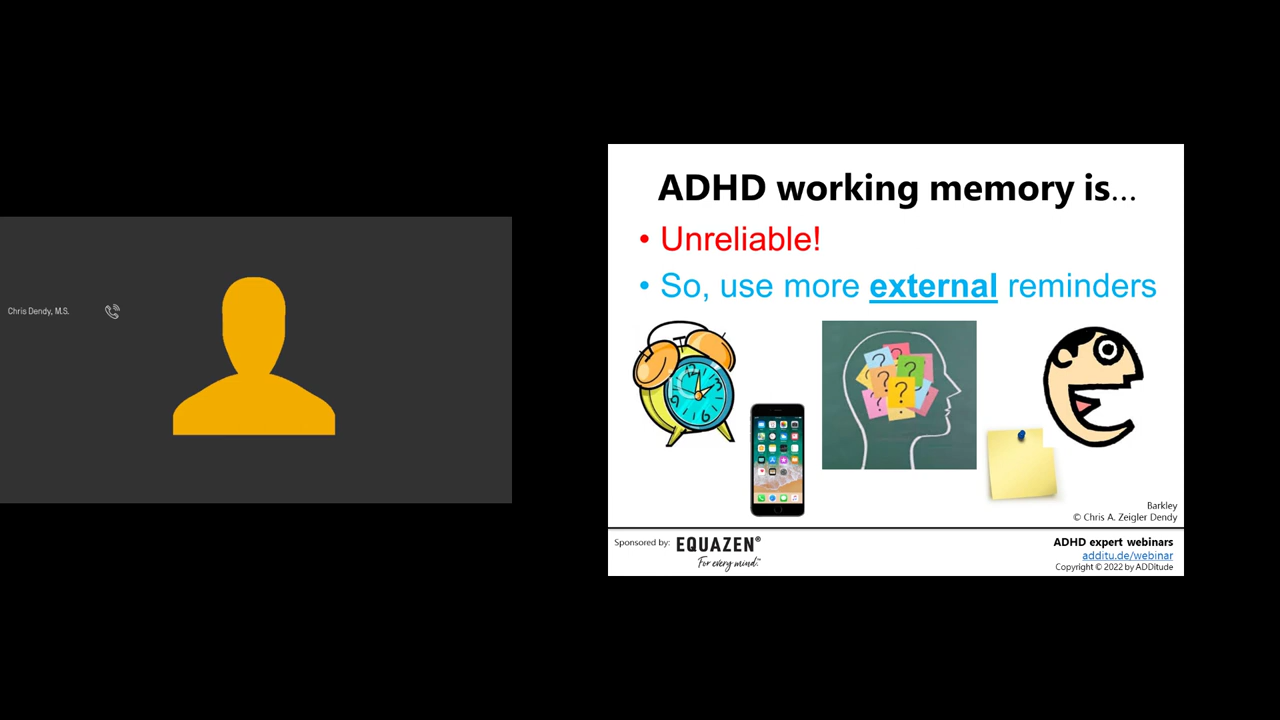 Chris Dendy, M.S.
ADHD working memory is...
• Unreliable!
• So, use more external reminders
? ? ? ? ? ?
Barkley
© Chris A. Zeigler Dendy
Sponsored by: EQUAZEN®
For every mind.™
ADHD expert webinars
additu.de/webinar
Copyright © 2022 by ADDitude